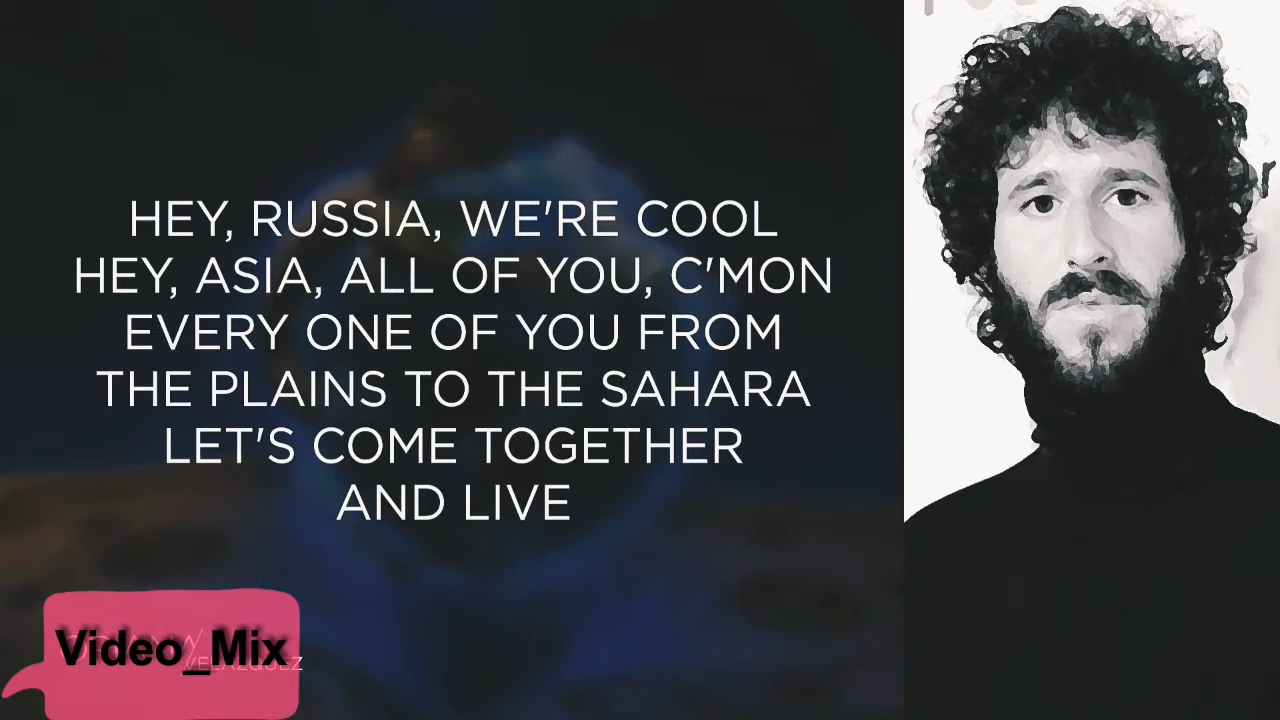 HEY, RUSSIA, WE'RE COOL
HEY, ASIA, ALL OF YOU, C'MON
EVERY ONE OF YOU FROM
THE PLAINS TO THE SAHARA
LET'S COME TOGETHER
AND LIVE
Video_Mix
VELAZQUEZ